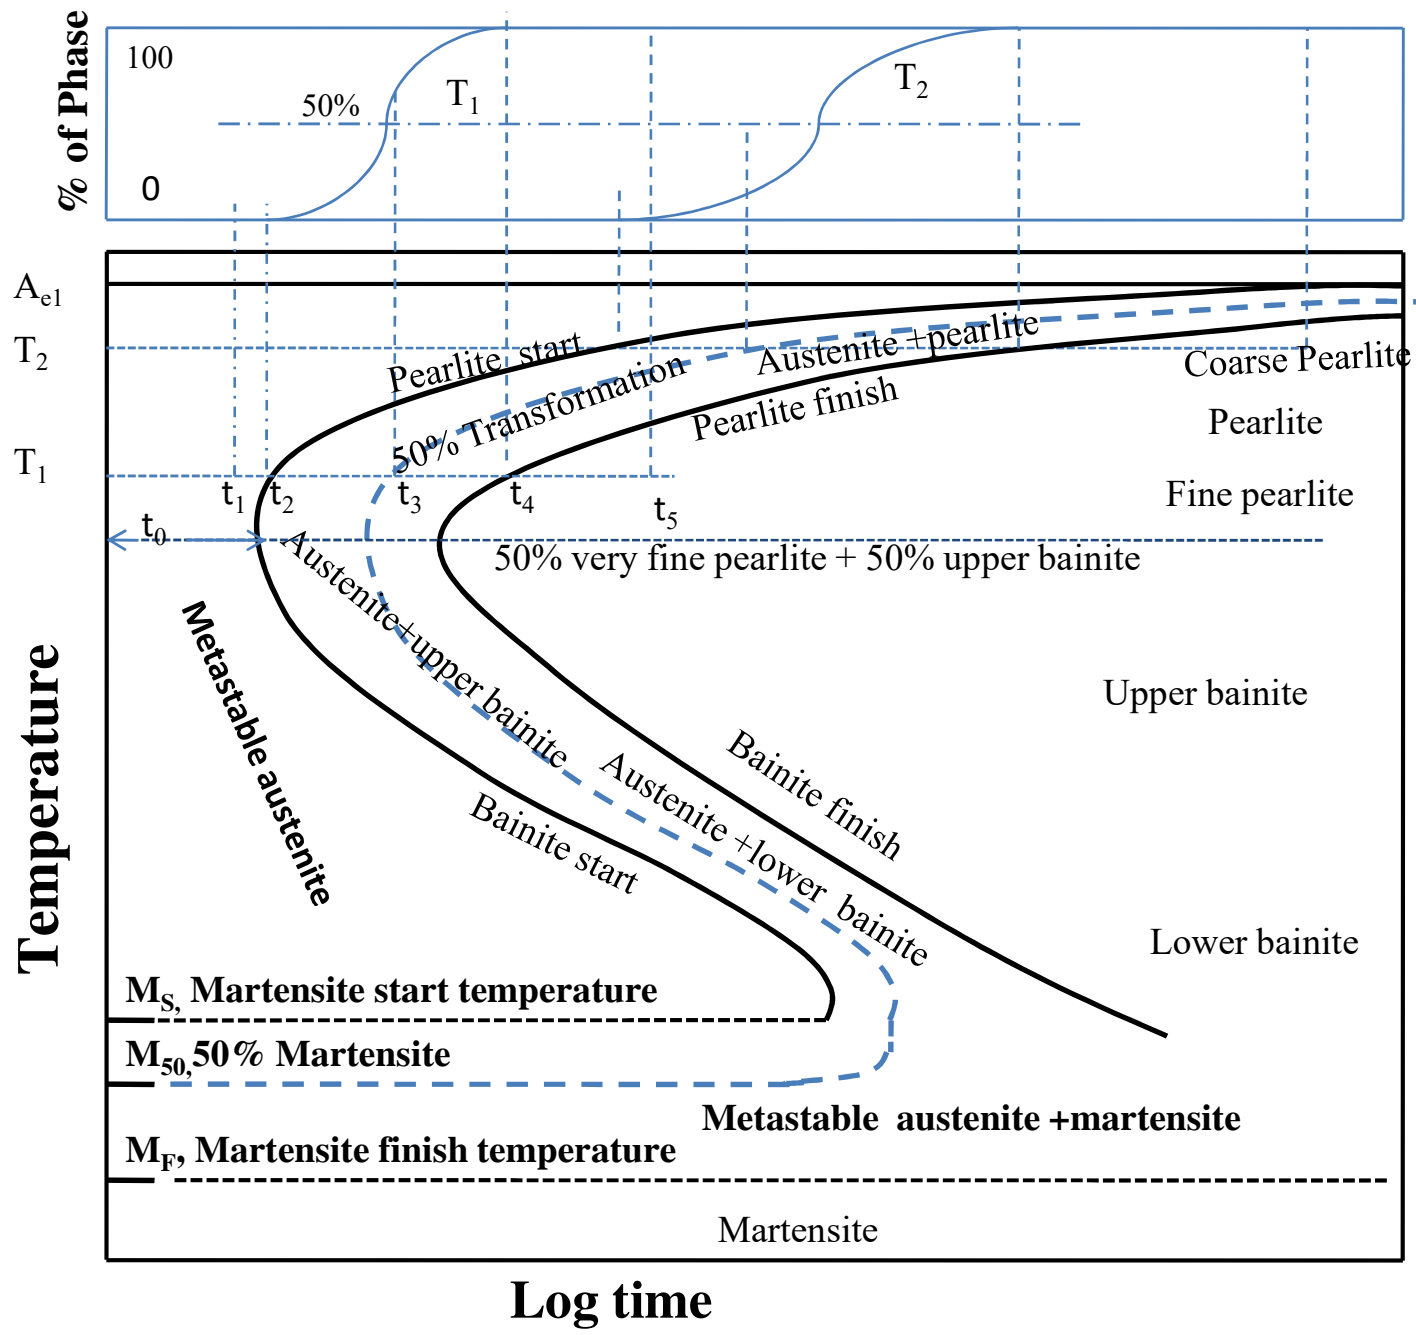 % of Phase
100
50%
T1
T2
0
Ae1
T2
Pearlite start
Austenite +pearlite
Coarse Pearlite
50% Transformation
Pearlite finish
Pearlite
T1
t1
t2
t3
t4
t5
Fine pearlite
t0
50% very fine pearlite + 50% upper bainite
Austenite+upper bainite
Metastable austenite
Temperature
Upper bainite
Bainite finish
Austenite +lower bainite
Bainite start
Lower bainite
MS, Martensite start temperature
M50,50% Martensite
Metastable austenite +martensite
MF, Martensite finish temperature
Martensite
Log time